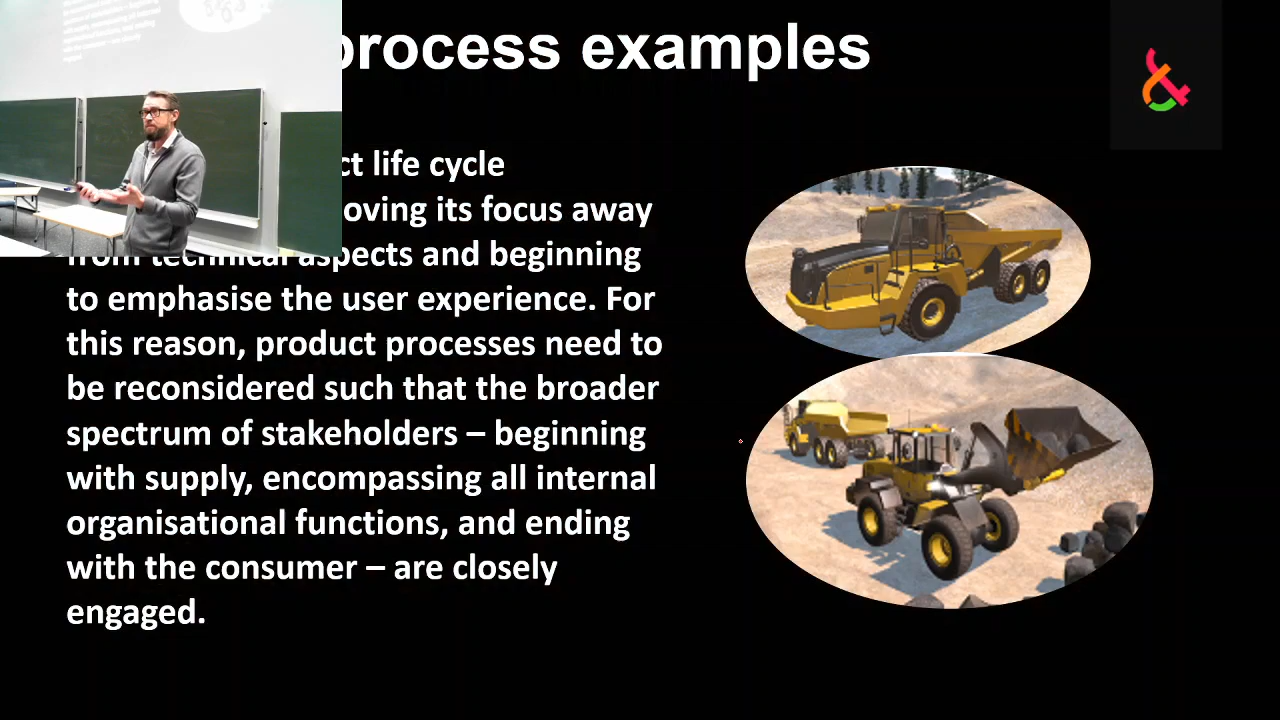 process examples
ct life cycle
oving its focus away
from technical aspects and beginning
to emphasise the user experience. For
this reason, product processes need to
be reconsidered such that the broader
spectrum of stakeholders – beginning
with supply, encompassing all internal
organisational functions, and ending
with the consumer – are closely
engaged.